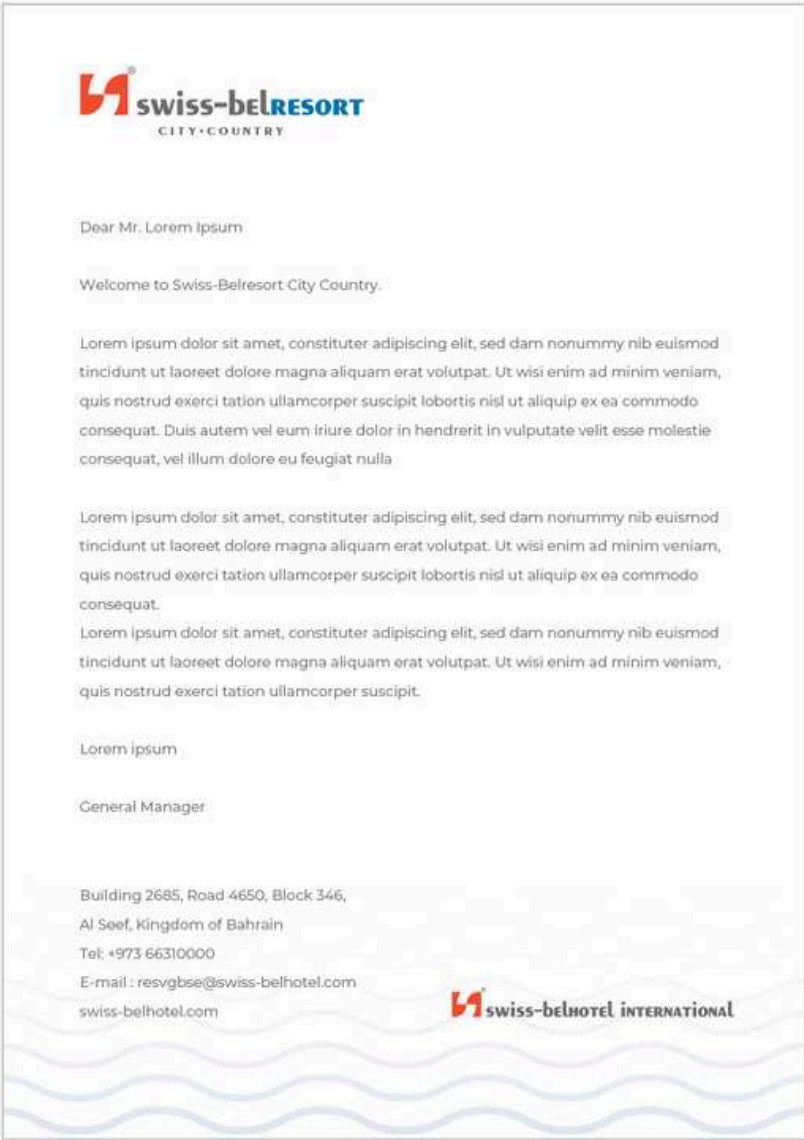 swiss-belRESORT
CITY•COUNTRY
Dear Mr. Lorem Ipsum
Welcome to Swiss-Belresort City Country.
Lorem ipsum dolor sit amet, constituter adipiscing elit, sed dam nonummy nib euismod
tincidunt ut laoreet dolore magna aliquam erat volutpat. Ut wisi enim ad minim veniam,
quis nostrud exerci tation ullamcorper suscipit lobortis nisl ut aliquip ex ea commodo
consequat. Duis autem vel eum iriure dolor in hendrerit in vulputate velit esse molestie
consequat, vel illum dolore eu feugiat nulla
Lorem ipsum dolor sit amet, constituter adipiscing elit, sed dam nonummy nib euismod
tincidunt ut laoreet dolore magna aliquam erat volutpat. Ut wisi enim ad minim veniam,
quis nostrud exerci tation ullamcorper suscipit lobortis nisl ut aliquip ex ea commodo
consequat.
Lorem ipsum dolor sit amet, constituter adipiscing elit, sed dam nonummy nib euismod
tincidunt ut laoreet dolore magna aliquam erat volutpat. Ut wisi enim ad minim veniam,
quis nostrud exerci tation ullamcorper suscipit.
Lorem ipsum
General Manager
Building 2685, Road 4650, Block 346,
Al Seef, Kingdom of Bahrain
Tel: +973 66310000
E-mail : resvgbse@swiss-belhotel.com
swiss-belhotel.com
swiss-belHOTEL INTERNATIONAL